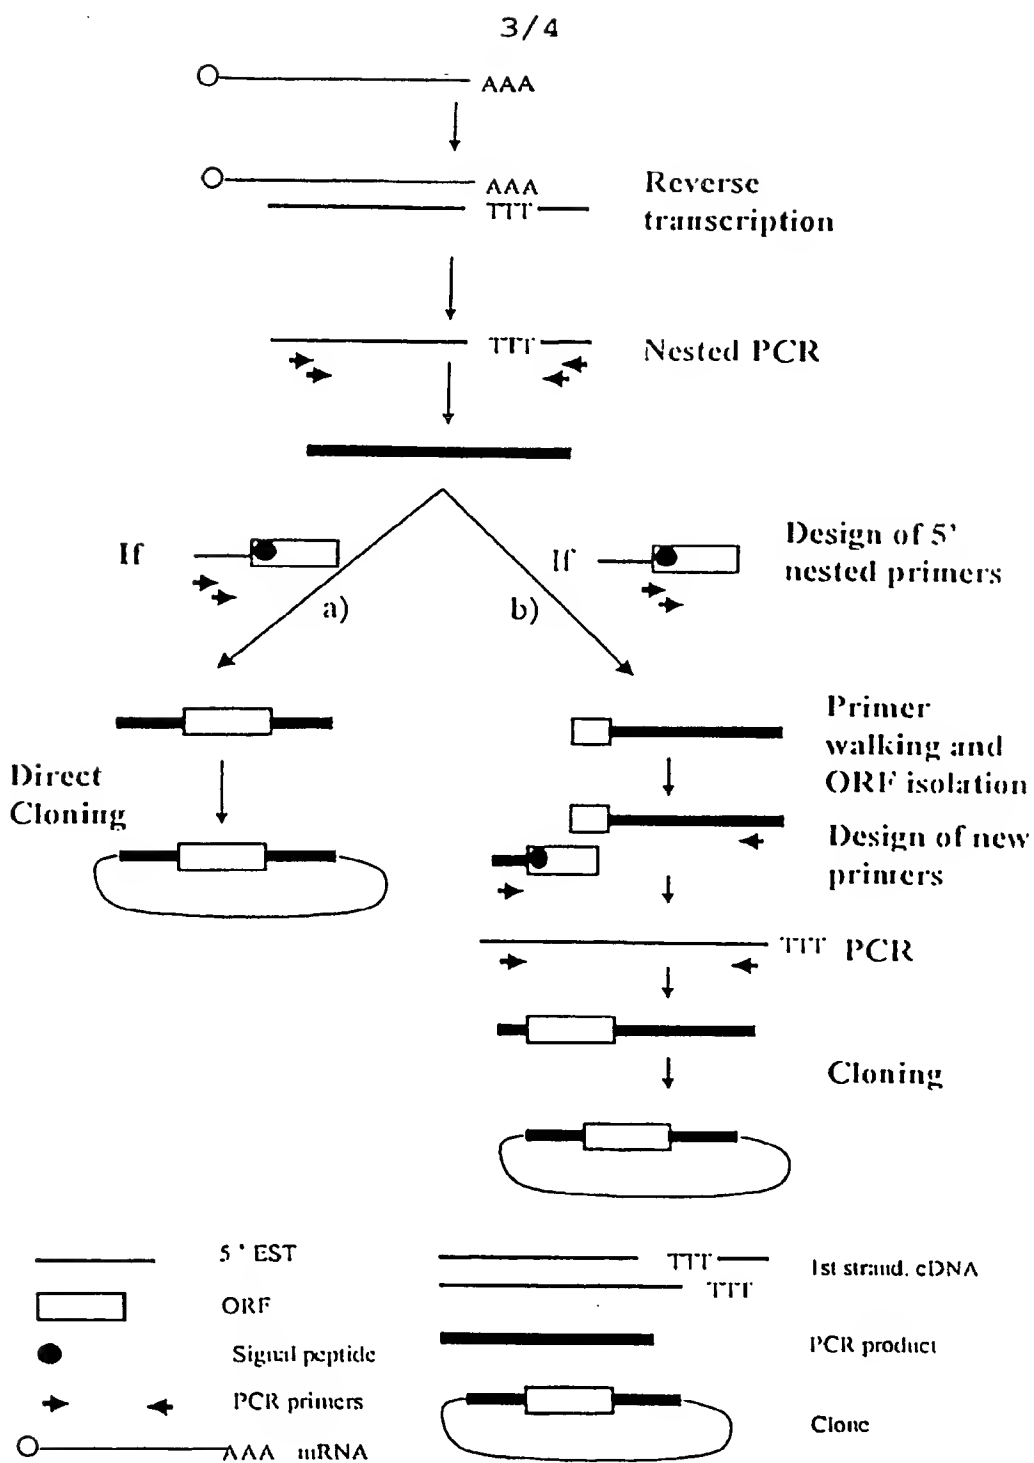 3/4
AAA
AAA
TTT
Reverse
transcription
TTT
Nested PCR
If
If
Design of 5'
nested primers
a)
b)
Primer
walking and
ORF isolation
Direct
Cloning
Design of new
primers
TTT PCR
Cloning
5' EST
ORF
Signal peptide
PCR primers
AAA mRNA
TTT
TTT
1st strand. cDNA
PCR product
Clone